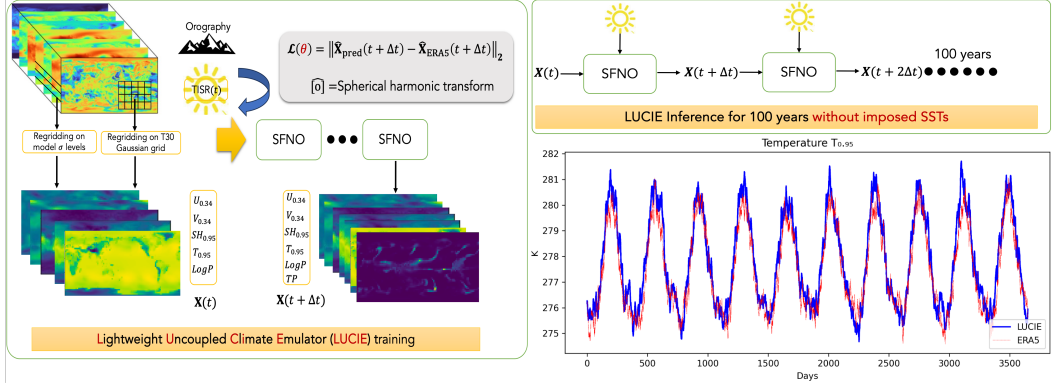 Orography
TISR(t)
𝓛(θ) = ‖X̂pred(t + Δt) − X̂ERA5(t + Δt)‖₂
[o͡] =Spherical harmonic transform
Regridding on
model σ levels
Regridding on T30
Gaussian grid
SFNO
SFNO
U0.34
V0.34
SH0.95
T0.95
LogP
X(t)
U0.34
V0.34
SH0.95
T0.95
LogP
TP
X(t + Δt)
Lightweight Uncoupled Climate Emulator (LUCIE) training
X(t)
SFNO
X(t + Δt)
SFNO
X(t + 2Δt)
100 years
LUCIE Inference for 100 years without imposed SSTs
Temperature T0.95
282
281
280
279
278
277
276
275
K
0
500
1000
1500
2000
2500
3000
3500
Days
LUCIE
ERA5